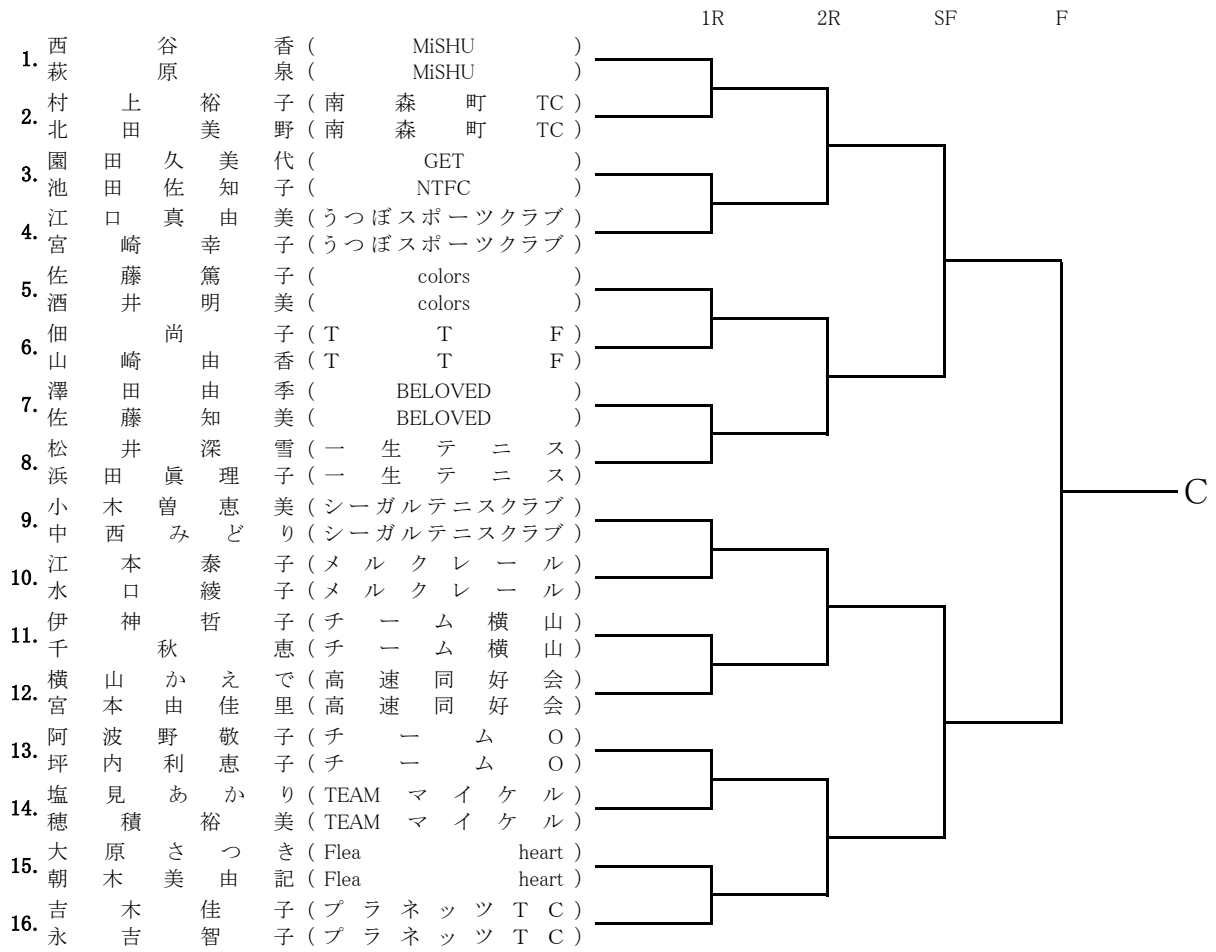 1R 2R SF F
1. 西谷香 ( MiSHU )
萩原泉 ( MiSHU )
2. 村上裕子 ( 南森町TC )
北田美野 ( 南森町TC )
3. 園田久美代 ( GET )
池田佐知子 ( NTFC )
4. 江口真由美 ( うつぼスポーツクラブ )
宮崎幸子 ( うつぼスポーツクラブ )
5. 佐藤篤子 ( colors )
酒井明美 ( colors )
6. 佃尚子 ( TTF )
山崎由香 ( TTF )
7. 澤田由季 ( BELOVED )
佐藤知美 ( BELOVED )
8. 松井深雪 ( 一生テニス )
浜田眞理子 ( 一生テニス )
C
9. 小木曽恵美 ( シーガルテニスクラブ )
中西みどり ( シーガルテニスクラブ )
10. 江本泰子 ( メルクレール )
水口綾子 ( メルクレール )
11. 伊神哲子 ( チーム横山 )
千秋恵 ( チーム横山 )
12. 横山かえで ( 高速同好会 )
宮本由佳里 ( 高速同好会 )
13. 阿波野敬子 ( チームO )
坪内利恵子 ( チームO )
14. 塩見あかり ( TEAMマイケル )
穂積裕美 ( TEAMマイケル )
15. 大原さつき ( Flea heart )
朝木美由記 ( Flea heart )
16. 吉木佳子 ( プラネッツTC )
永吉智子 ( プラネッツTC )